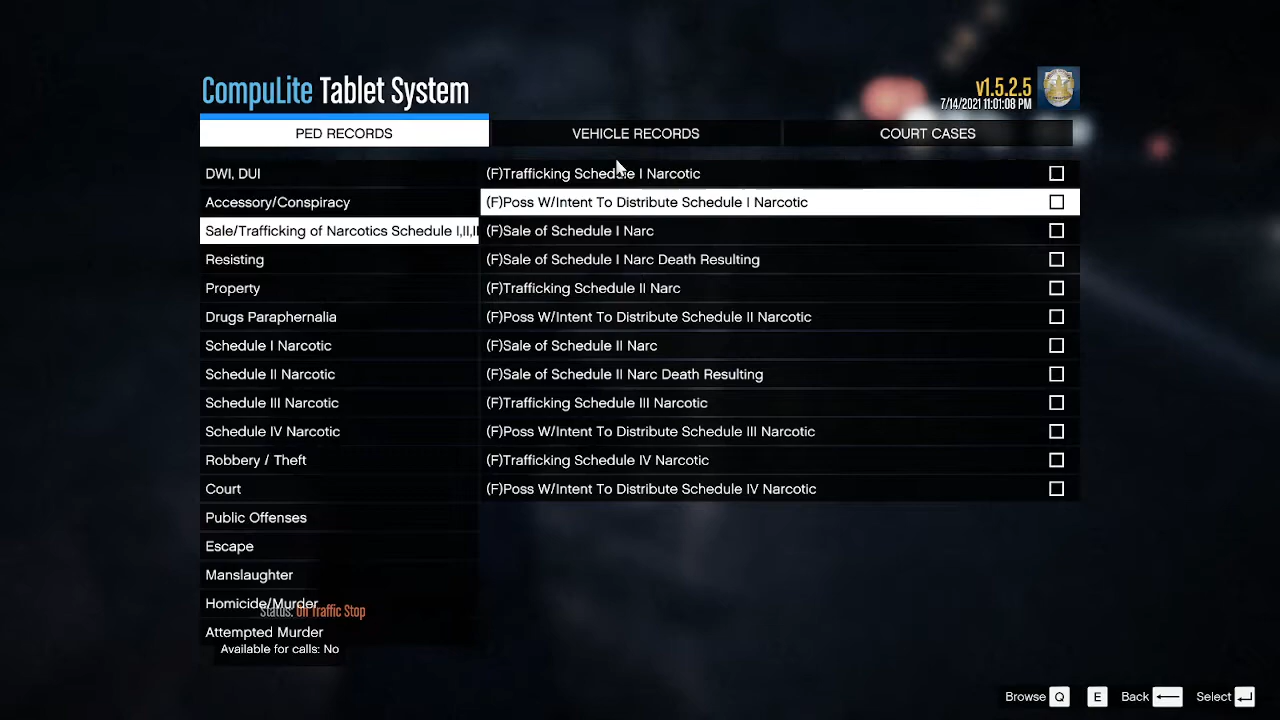 CompuLite Tablet System
v1.5.2.5
7/14/2021 11:01:08 PM
PED RECORDS
VEHICLE RECORDS
COURT CASES
DWI, DUI
Accessory/Conspiracy
Sale/Trafficking of Narcotics Schedule I,II,I
Resisting
Property
Drugs Paraphernalia
Schedule I Narcotic
Schedule II Narcotic
Schedule III Narcotic
Schedule IV Narcotic
Robbery / Theft
Court
Public Offenses
Escape
Manslaughter
Homicide/Murder
Status: On Traffic Stop
Attempted Murder
Available for calls: No
(F)Trafficking Schedule I Narcotic
(F)Poss W/Intent To Distribute Schedule I Narcotic
(F)Sale of Schedule I Narc
(F)Sale of Schedule I Narc Death Resulting
(F)Trafficking Schedule II Narc
(F)Poss W/Intent To Distribute Schedule II Narcotic
(F)Sale of Schedule II Narc
(F)Sale of Schedule II Narc Death Resulting
(F)Trafficking Schedule III Narcotic
(F)Poss W/Intent To Distribute Schedule III Narcotic
(F)Trafficking Schedule IV Narcotic
(F)Poss W/Intent To Distribute Schedule IV Narcotic
Browse Q E Back Select